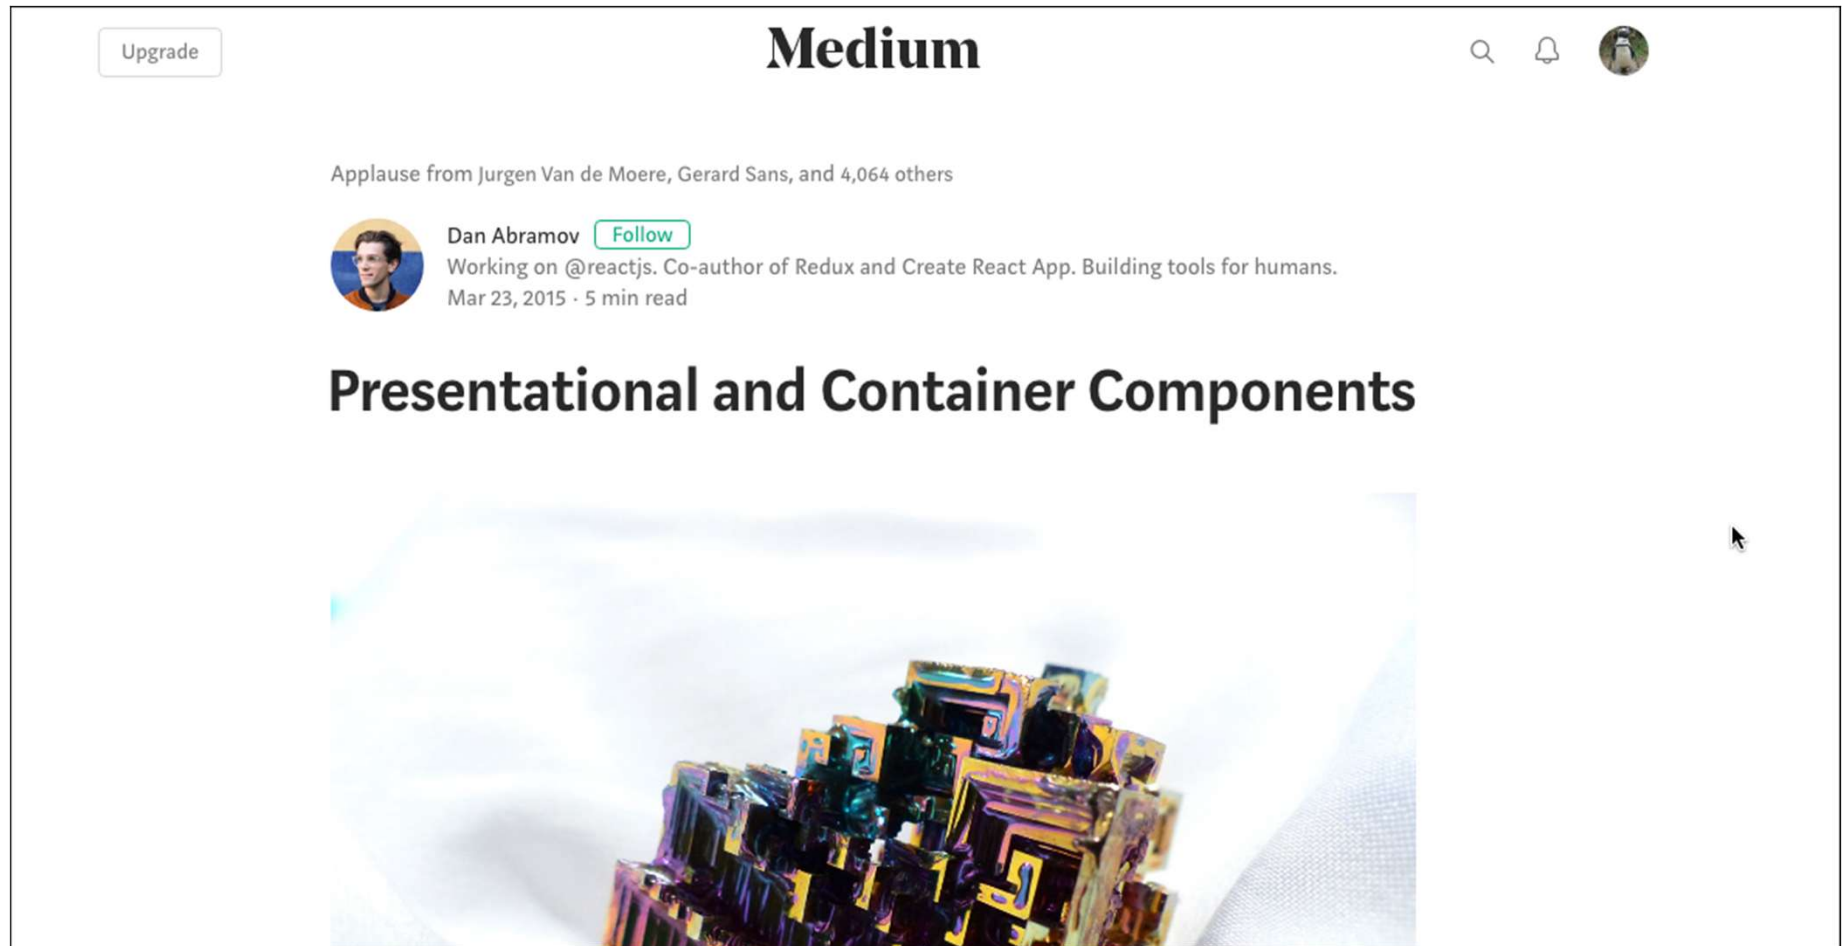 Upgrade
Medium
Applause from Jurgen Van de Moere, Gerard Sans, and 4,064 others
Dan Abramov Follow
Working on @reactjs. Co-author of Redux and Create React App. Building tools for humans.
Mar 23, 2015 · 5 min read
Presentational and Container Components